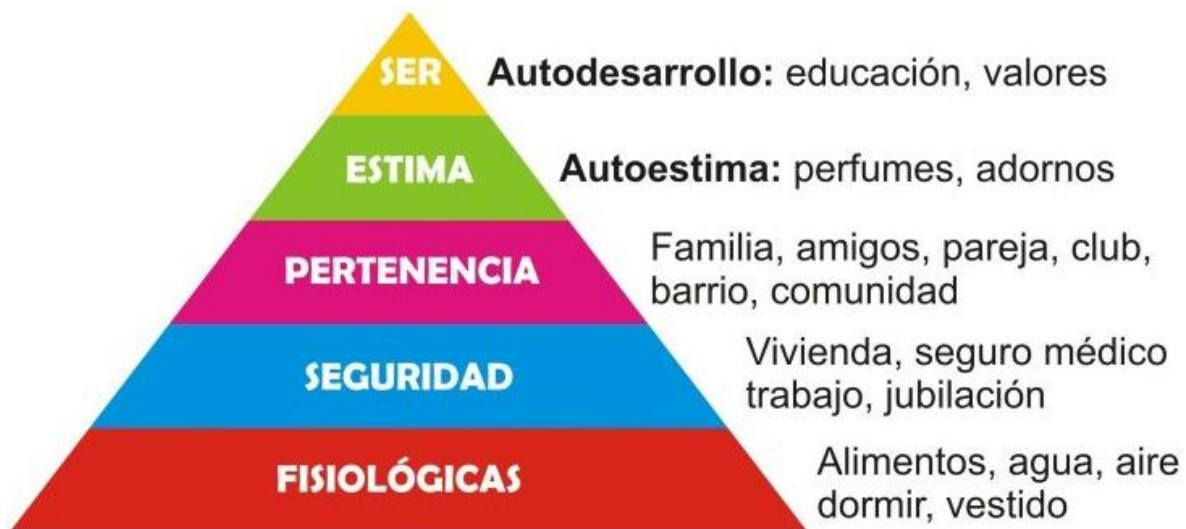 SER
Autodesarrollo: educación, valores
ESTIMA
Autoestima: perfumes, adornos
PERTENENCIA
Familia, amigos, pareja, club,
barrio, comunidad
SEGURIDAD
Vivienda, seguro médico
trabajo, jubilación
FISIOLÓGICAS
Alimentos, agua, aire
dormir, vestido